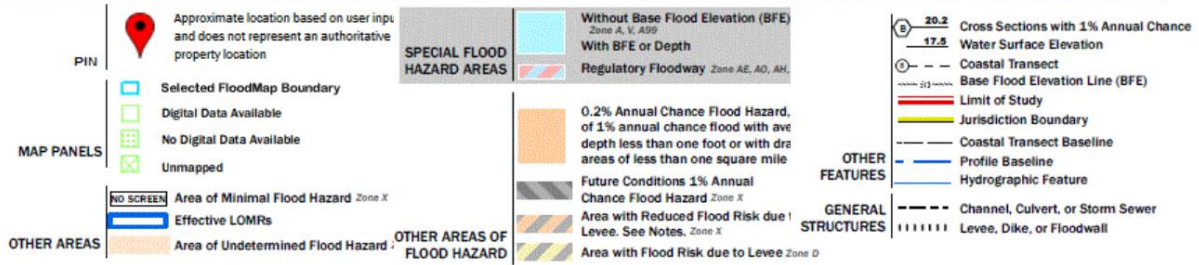 Approximate location based on user inpu
and does not represent an authoritative
property location
PIN
Selected FloodMap Boundary
Digital Data Available
No Digital Data Available
MAP PANELS
Unmapped
NO SCREEN Area of Minimal Flood Hazard Zone X
Effective LOMRs
OTHER AREAS
Area of Undetermined Flood Hazard
Without Base Flood Elevation (BFE)
Zone A, V, A99
With BFE or Depth
SPECIAL FLOOD
HAZARD AREAS
Regulatory Floodway Zone AE, AO, AH,
0.2% Annual Chance Flood Hazard,
of 1% annual chance flood with ave
depth less than one foot or with dra
areas of less than one square mile
Future Conditions 1% Annual
Chance Flood Hazard Zone X
Area with Reduced Flood Risk due
Levee. See Notes. Zone X
OTHER AREAS OF
FLOOD HAZARD
Area with Flood Risk due to Levee Zone D
B 20.2 Cross Sections with 1% Annual Chance
17.5 Water Surface Elevation
8 Coastal Transect
513 Base Flood Elevation Line (BFE)
Limit of Study
Jurisdiction Boundary
Coastal Transect Baseline
OTHER
FEATURES
Profile Baseline
Hydrographic Feature
GENERAL
STRUCTURES
Channel, Culvert, or Storm Sewer
Levee, Dike, or Floodwall